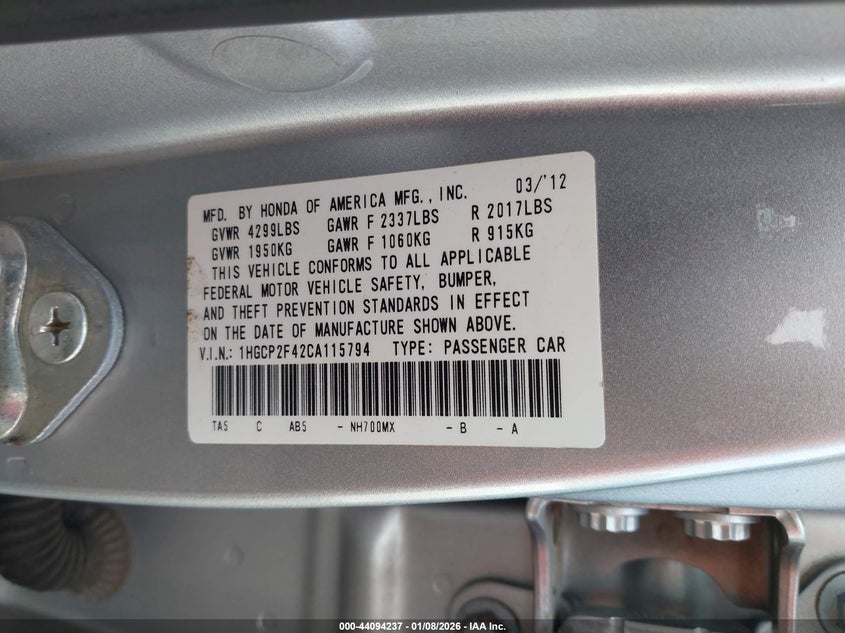 MFD. BY HONDA OF AMERICA MFG., INC. 03/'12
GVWR 4299LBS GAWR F 2337LBS R 2017LBS
GVWR 1950KG GAWR F 1060KG R 915KG
THIS VEHICLE CONFORMS TO ALL APPLICABLE
FEDERAL MOTOR VEHICLE SAFETY, BUMPER,
AND THEFT PREVENTION STANDARDS IN EFFECT
ON THE DATE OF MANUFACTURE SHOWN ABOVE.
V.I.N.: 1HGCP2F42CA115794 TYPE: PASSENGER CAR
TA5 C AB5 - NH700MX - B - A
000-44094237 - 01/08/2026 - IAA Inc.